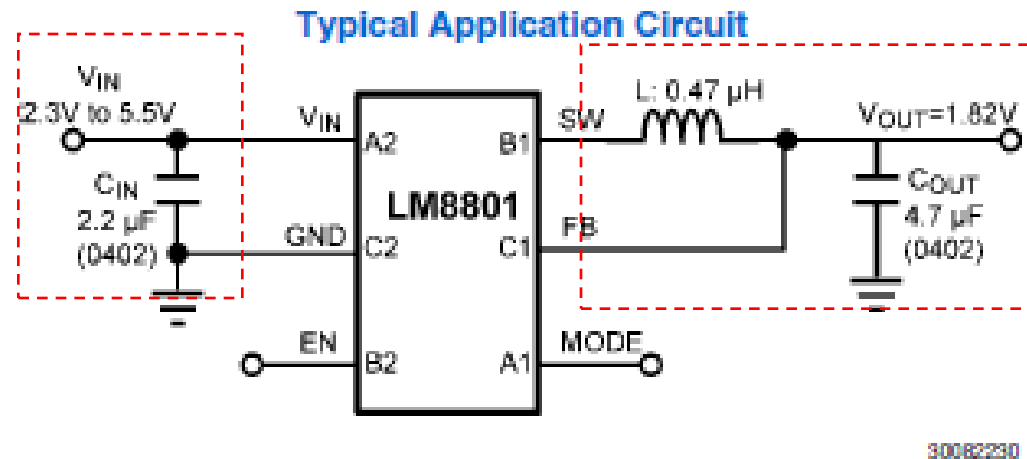 Typical Application Circuit
VIN
2.3V to 5.5V
VIN
A2
CIN
2.2 µF
(0402)
GND
C2
EN
B2
LM8801
SW
B1
L: 0.47 µH
VOUT=1.82V
FB
C1
COUT
4.7 µF
(0402)
MODE
A1
30082230